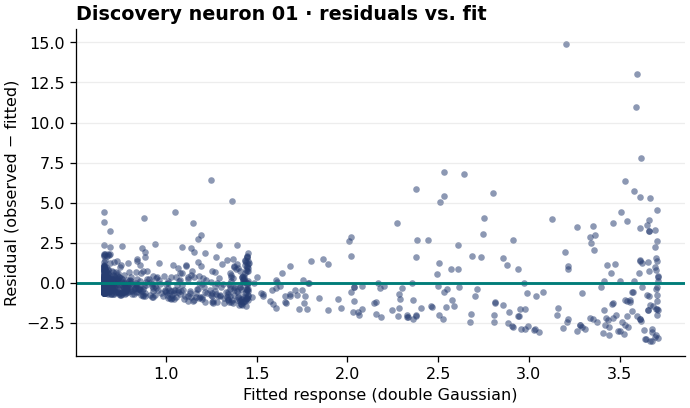 Discovery neuron 01 · residuals vs. fit
Residual (observed − fitted)
15.0
12.5
10.0
7.5
5.0
2.5
0.0
−2.5
1.0 1.5 2.0 2.5 3.0 3.5
Fitted response (double Gaussian)